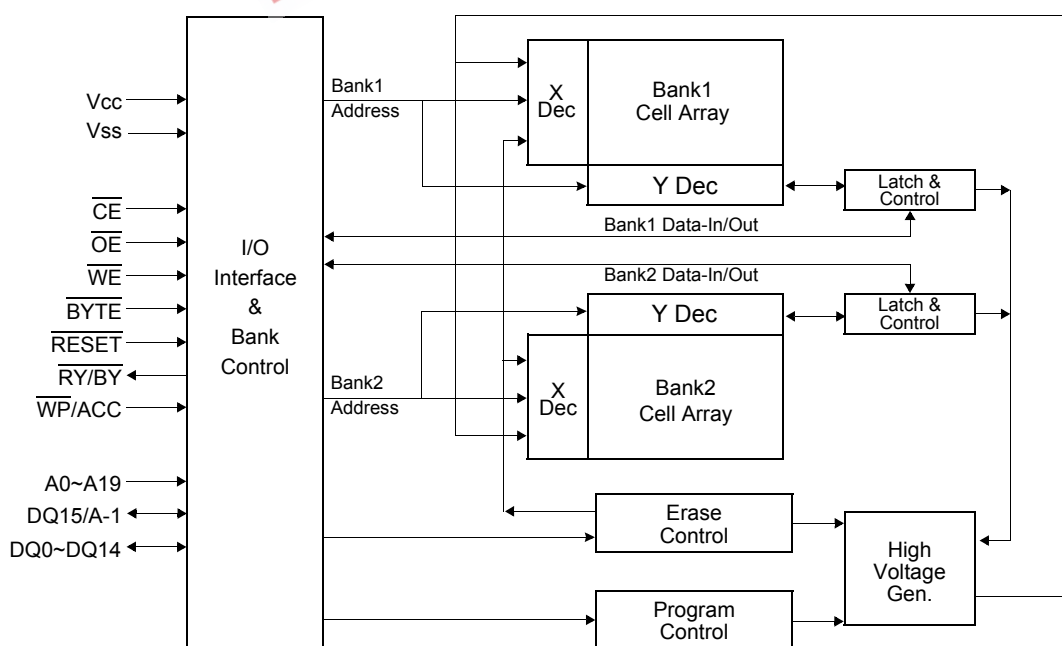 Vcc
Vss
CE
OE
WE
BYTE
RESET
RY/BY
WP/ACC
A0~A19
DQ15/A-1
DQ0~DQ14
I/O
Interface
&
Bank
Control
Bank1
Address
X
Dec
Bank1
Cell Array
Y Dec
Latch &
Control
Bank1 Data-In/Out
Bank2 Data-In/Out
Y Dec
Latch &
Control
Bank2
Address
X
Dec
Bank2
Cell Array
Erase
Control
High
Voltage
Gen.
Program
Control